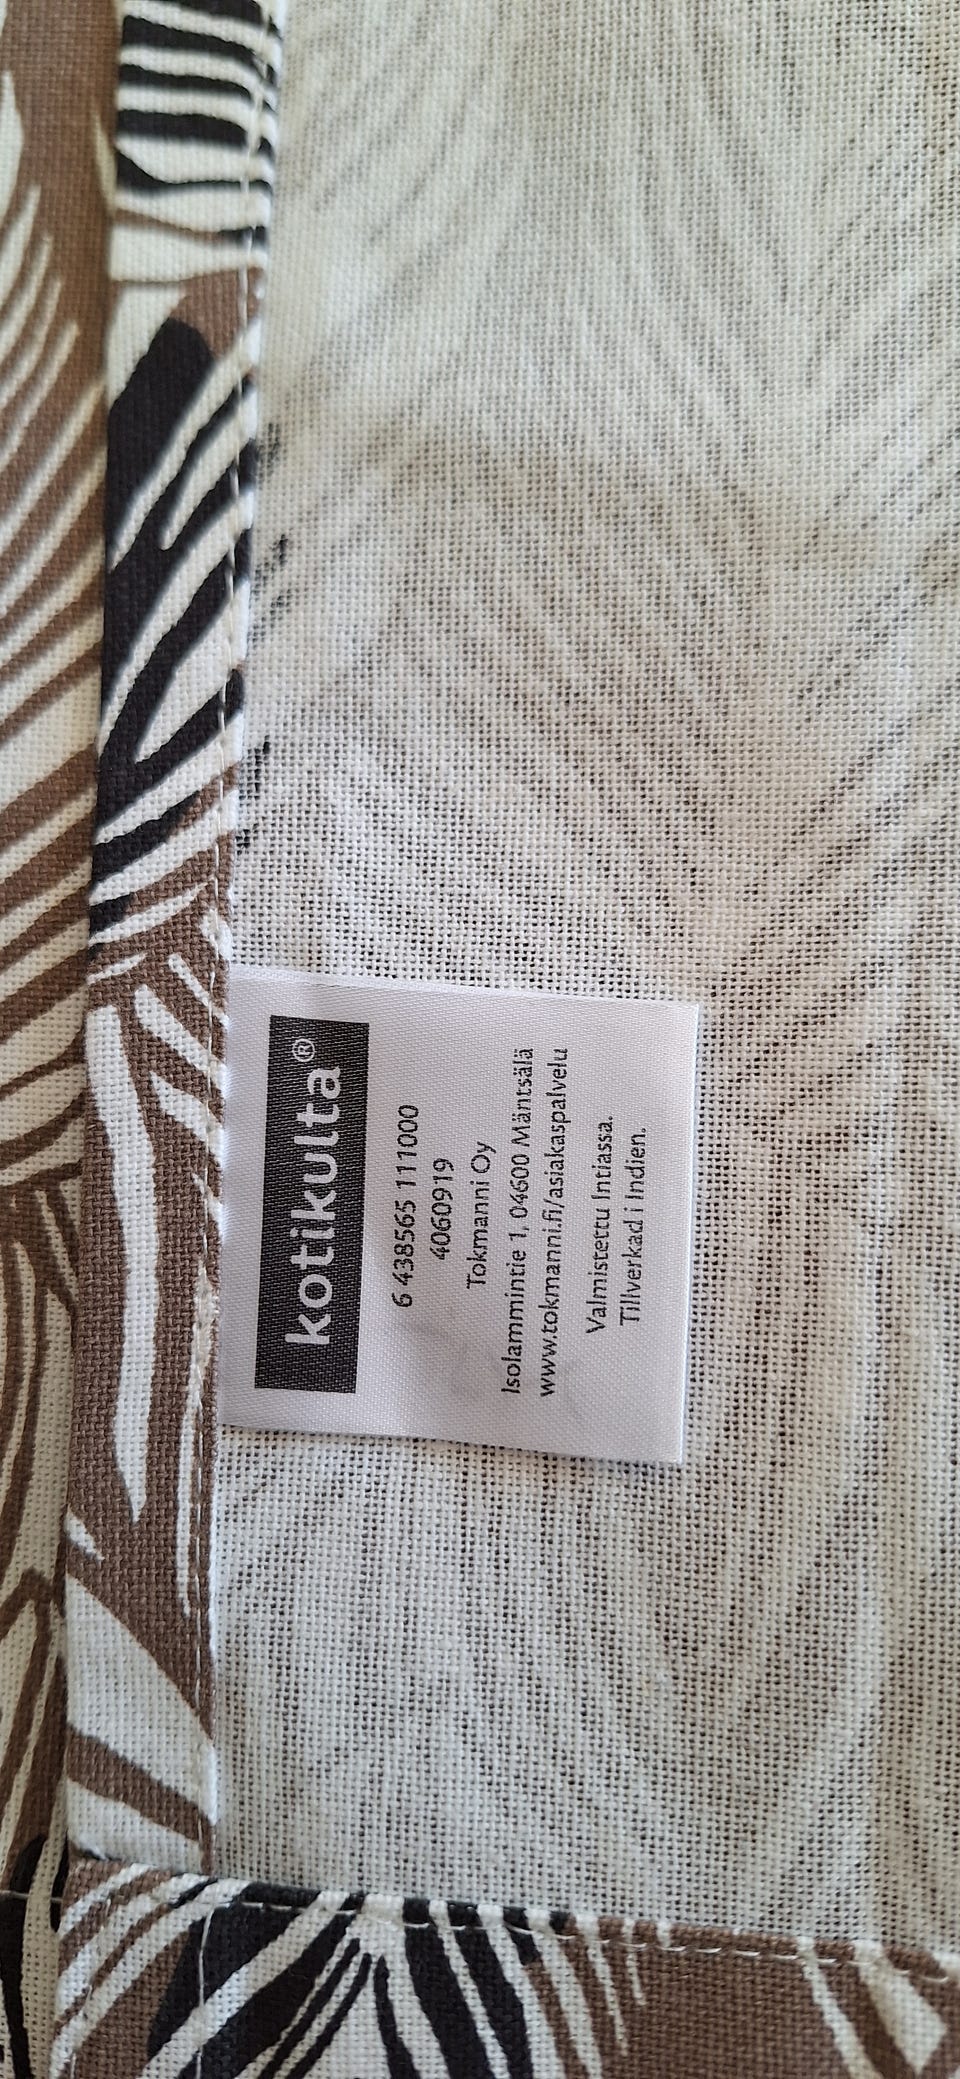 kotikulta®
6 438565 111000
4060919
Tokmanni Oy
Isolammintie 1, 04600 Mäntsälä
www.tokmanni.fi/asiakaspalvelu
Valmistettu Intiassa.
Tillverkad i Indien.